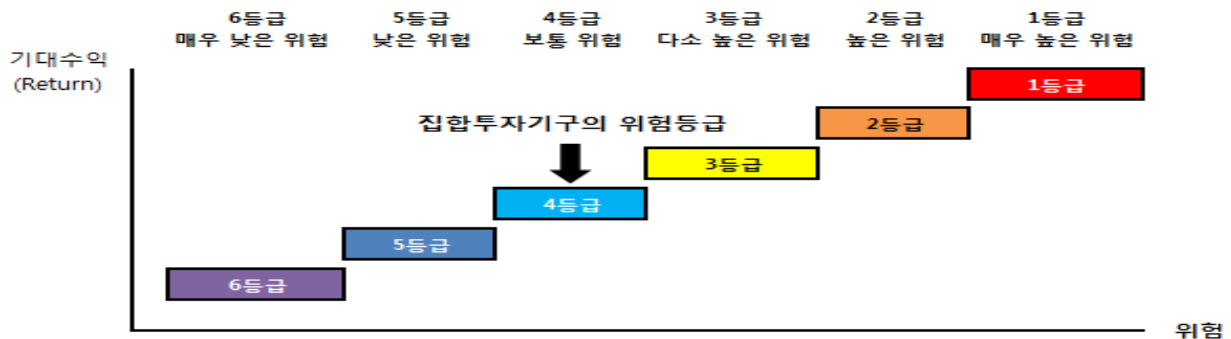 6등급 5등급 4등급 3등급 2등급 1등급
매우 낮은 위험 낮은 위험 보통 위험 다소 높은 위험 높은 위험 매우 높은 위험
기대수익
(Return)
1등급
집합투자기구의 위험등급
2등급
3등급
4등급
5등급
6등급
위험